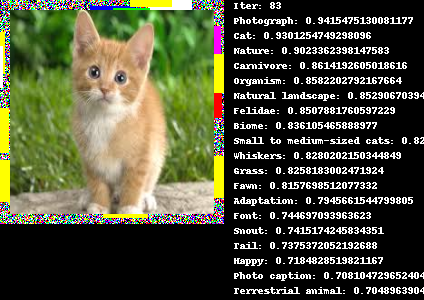 Iter: 83
Photograph: 0.9415475130081177
Cat: 0.9301254749298096
Nature: 0.9023362398147583
Carnivore: 0.8614192605018616
Organism: 0.8582202792167664
Natural landscape: 0.85290670394
Felidae: 0.8507881760597229
Biome: 0.836105465888977
Small to medium-sized cats: 0.82
Whiskers: 0.8280202150344849
Grass: 0.8258183002471924
Fawn: 0.8157698512077332
Adaptation: 0.7945661544799805
Font: 0.744697093963623
Snout: 0.7415174245834351
Tail: 0.7375372052192688
Happy: 0.7184828519821167
Photo caption: 0.708104729652404
Terrestrial animal: 0.7048963904